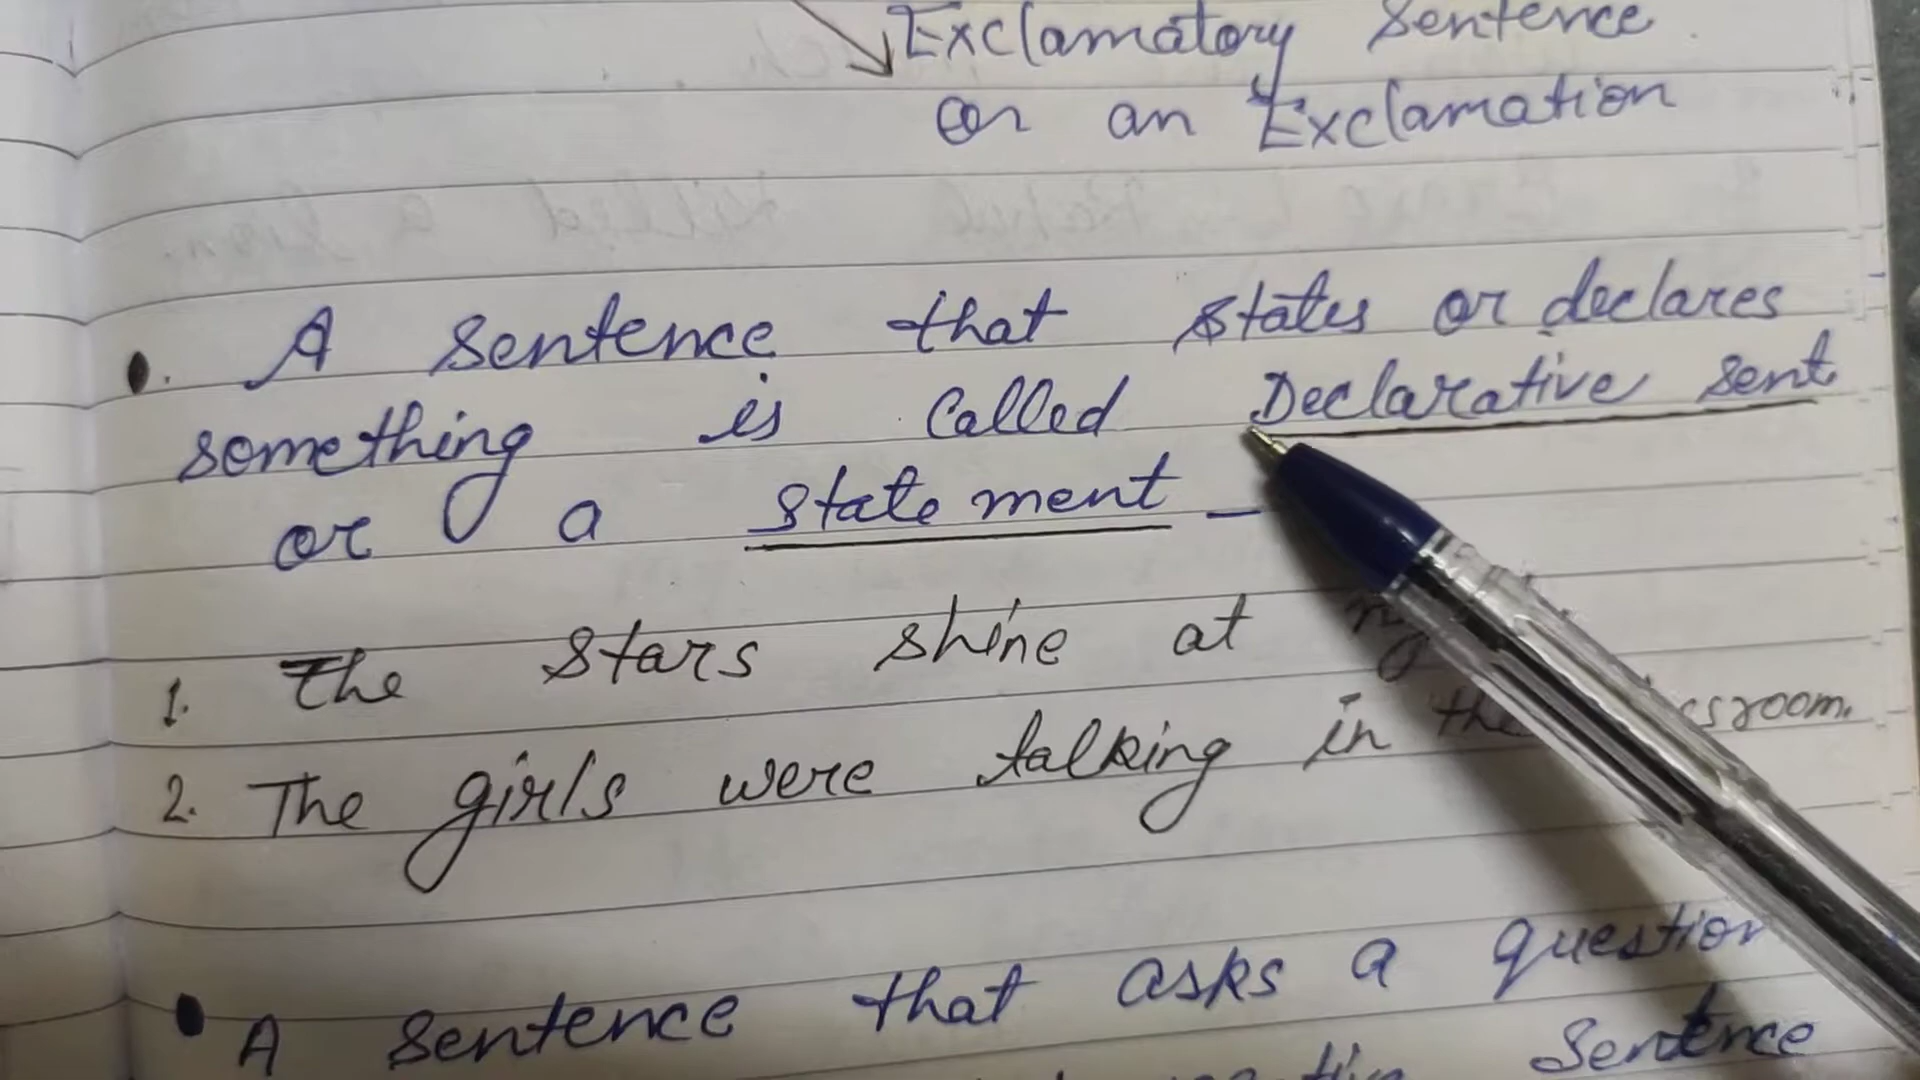 Exclamatory Sentence
or an Exclamation
A sentence that states or declares
something is called Declarative sent.
or a statement -
1. The stars shine at
2. The girls were talking in the
A sentence that asks a question
Sentence